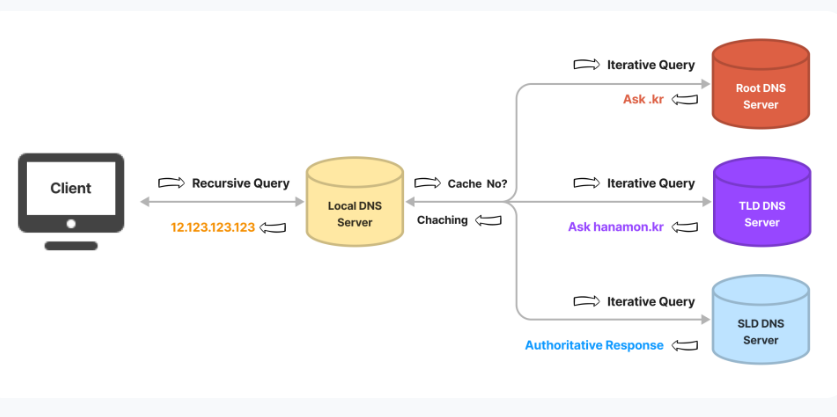 Iterative Query
Root DNS
Server
Ask .kr
Client
Recursive Query
12.123.123.123
Local DNS
Server
Cache No?
Chaching
Iterative Query
TLD DNS
Server
Ask hanamon.kr
Iterative Query
SLD DNS
Server
Authoritative Response